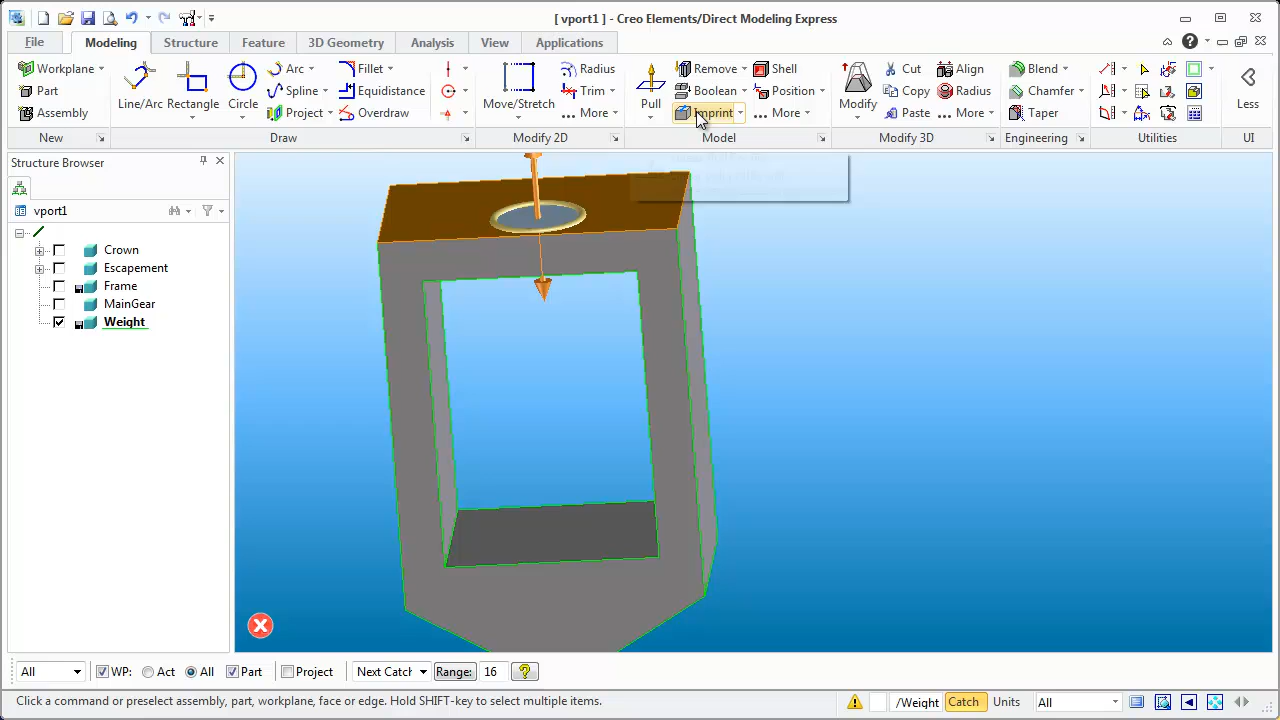 [ vport1 ] - Creo Elements/Direct Modeling Express
File Modeling Structure Feature 3D Geometry Analysis View Applications
Workplane Arc Fillet Radius Remove Shell Cut Align Blend
Part Line/Arc Rectangle Circle Spline Equidistance Move/Stretch Trim Pull Boolean Position Modify Copy Radius Chamfer Less
Assembly Project Overdraw More Imprint More Paste More Taper
New Draw Modify 2D Model Modify 3D Engineering Utilities UI
Structure Browser
vport1
Crown
Escapement
Frame
MainGear
Weight
All WP: Act All Part Project Next Catch Range: 16
Click a command or preselect assembly, part, workplane, face or edge. Hold SHIFT-key to select multiple items. /Weight Catch Units All